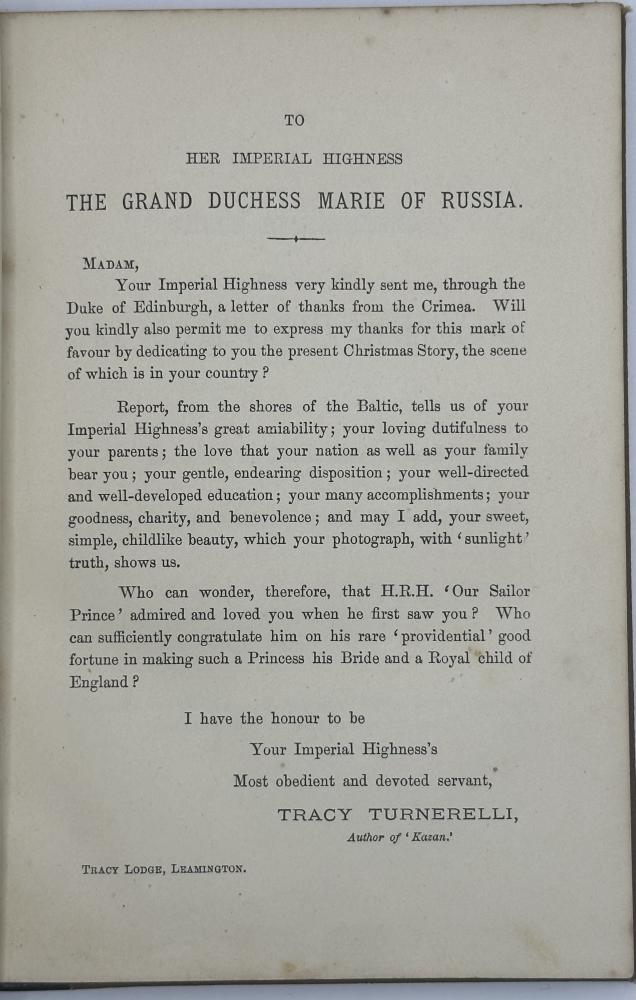 TO
HER IMPERIAL HIGHNESS
THE GRAND DUCHESS MARIE OF RUSSIA.
MADAM,
Your Imperial Highness very kindly sent me, through the
Duke of Edinburgh, a letter of thanks from the Crimea. Will
you kindly also permit me to express my thanks for this mark of
favour by dedicating to you the present Christmas Story, the scene
of which is in your country?
Report, from the shores of the Baltic, tells us of your
Imperial Highness's great amiability; your loving dutifulness to
your parents; the love that your nation as well as your family
bear you; your gentle, endearing disposition; your well-directed
and well-developed education; your many accomplishments; your
goodness, charity, and benevolence; and may I add, your sweet,
simple, childlike beauty, which your photograph, with 'sunlight'
truth, shows us.
Who can wonder, therefore, that H.R.H. 'Our Sailor
Prince' admired and loved you when he first saw you? Who
can sufficiently congratulate him on his rare 'providential' good
fortune in making such a Princess his Bride and a Royal child of
England?
I have the honour to be
Your Imperial Highness's
Most obedient and devoted servant,
TRACY TURNERELLI,
Author of 'Kazan.'
TRACY LODGE, LEAMINGTON.